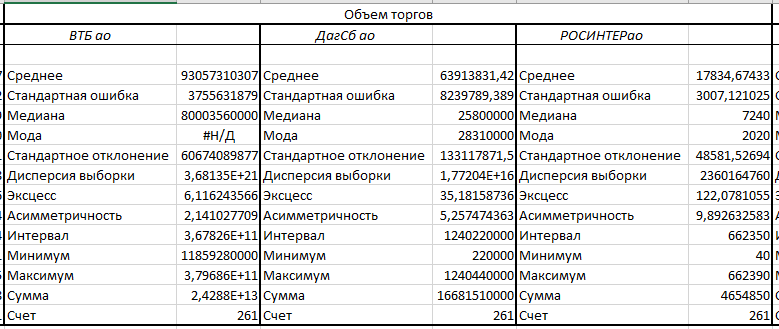 Объем торгов
ВТБ ао ДагСб ао РОСИНТЕРао
Среднее 93057310307 Среднее 63913831,42 Среднее 17834,67433
Стандартная ошибка 3755631879 Стандартная ошибка 8239789,389 Стандартная ошибка 3007,121025
Медиана 80003560000 Медиана 25800000 Медиана 7240
Мода #Н/Д Мода 28310000 Мода 2020
Стандартное отклонение 60674089877 Стандартное отклонение 133117871,5 Стандартное отклонение 48581,52694
Дисперсия выборки 3,68135E+21 Дисперсия выборки 1,77204E+16 Дисперсия выборки 2360164760
Эксцесс 6,116243566 Эксцесс 35,18158736 Эксцесс 122,0781055
Асимметричность 2,141027709 Асимметричность 5,257474363 Асимметричность 9,892632583
Интервал 3,67826E+11 Интервал 1240220000 Интервал 662350
Минимум 11859280000 Минимум 220000 Минимум 40
Максимум 3,79686E+11 Максимум 1240440000 Максимум 662390
Сумма 2,4288E+13 Сумма 16681510000 Сумма 4654850
Счет 261 Счет 261 Счет 261